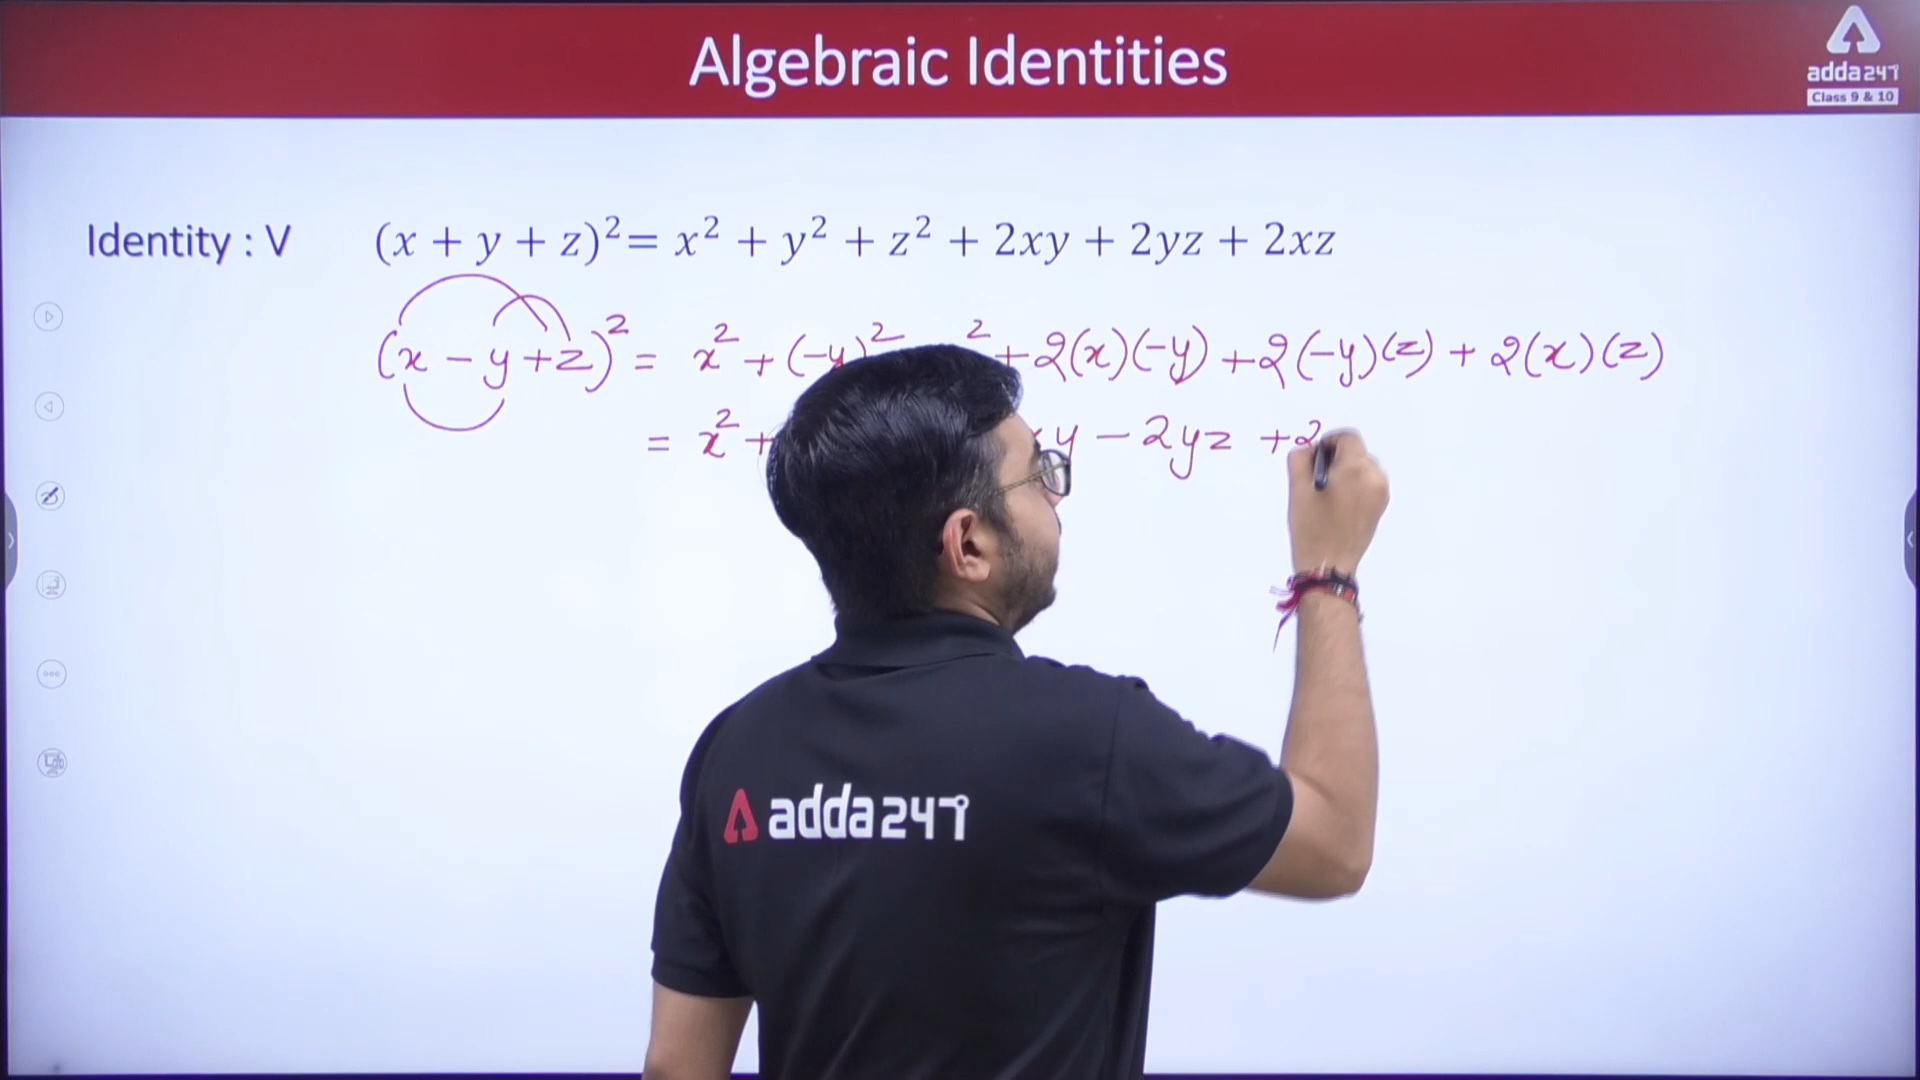 Algebraic Identities
adda247
Class 9 & 10
Identity : V (x + y + z)²= x² + y² + z² + 2xy + 2yz + 2xz
(x − y + z)² = x² + (−y)² ² + 2(x)(−y) + 2(−y)(z) + 2(x)(z)
= x² + y − 2yz + 2
adda247